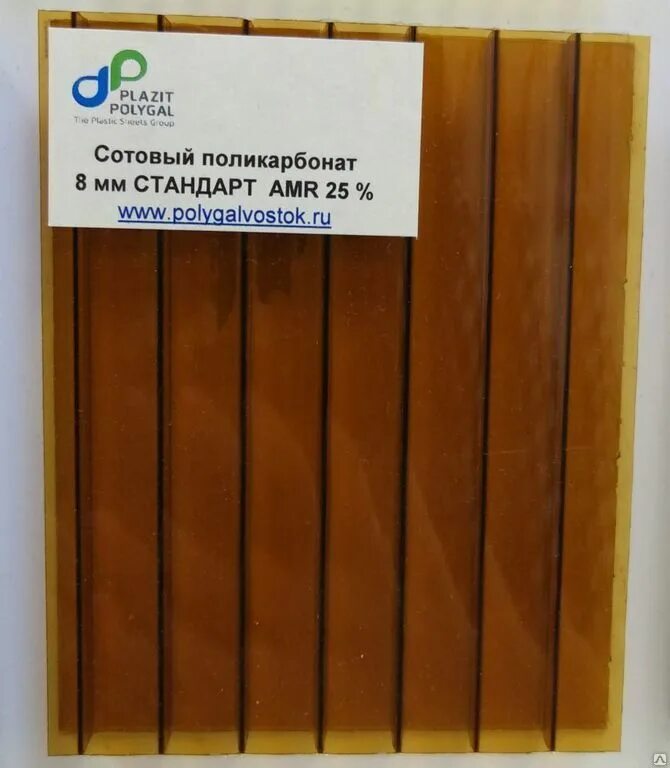 PLAZIT
POLYGAL
The Plastic Sheets Group
Сотовый поликарбонат
8 мм СТАНДАРТ AMR 25 %
www.polygalvostok.ru